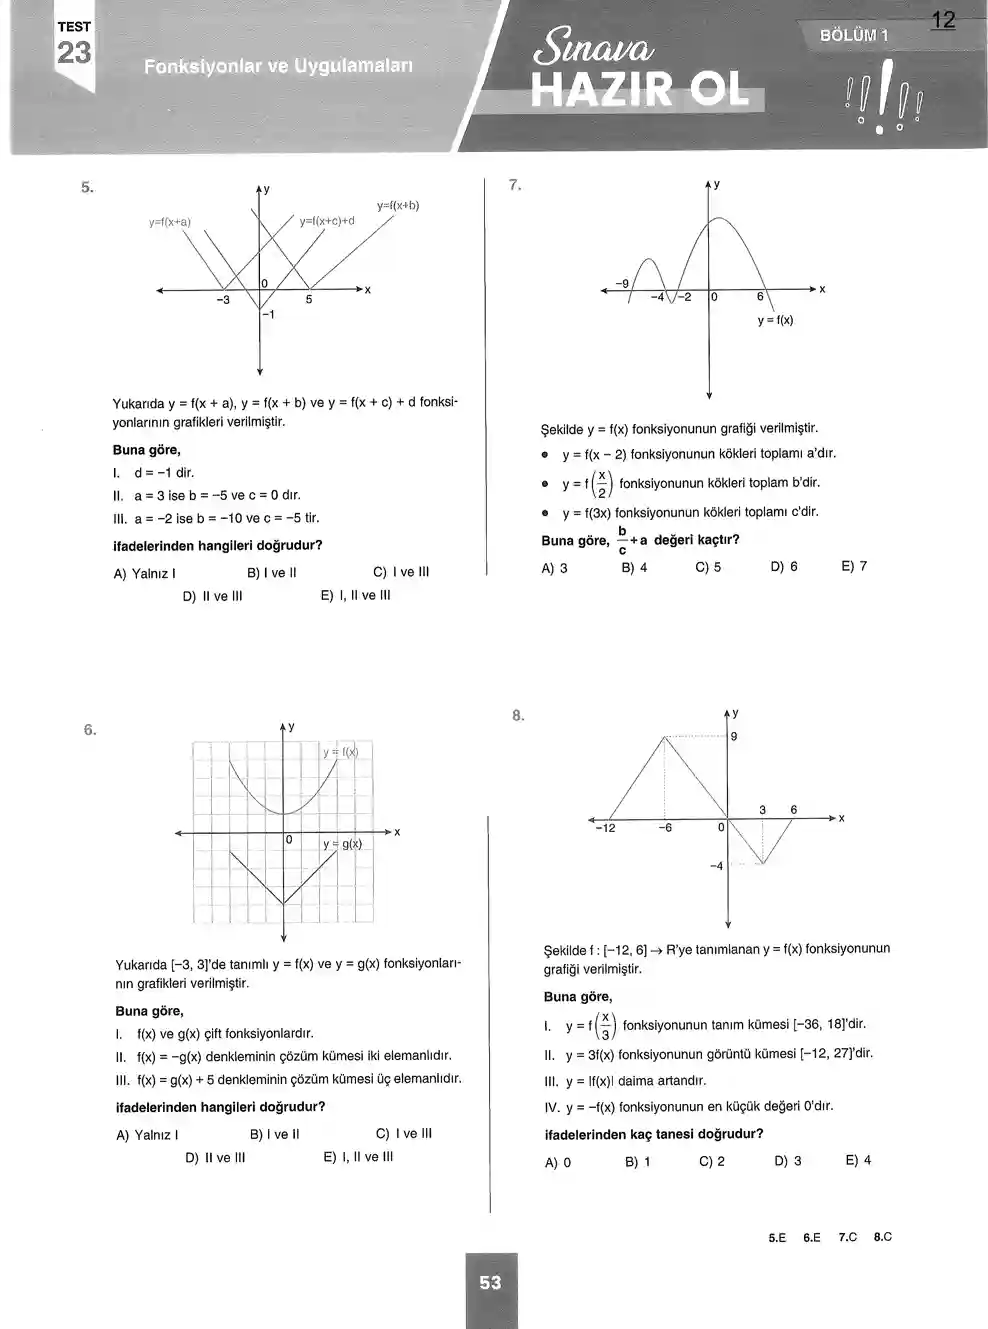 TEST
23
Fonksiyonlar ve Uygulamaları
Sınava
HAZIR OL
BÖLÜM 1
12
5.
y
y=f(x+a)
y=f(x+c)+d
y=f(x+b)
0
x
-3
5
-1
Yukarıda y = f(x + a), y = f(x + b) ve y = f(x + c) + d fonksi-
yonlarının grafikleri verilmiştir.
Buna göre,
I. d = -1 dir.
II. a = 3 ise b = -5 ve c = 0 dır.
III. a = -2 ise b = -10 ve c = -5 tir.
ifadelerinden hangileri doğrudur?
A) Yalnız I B) I ve II C) I ve III
D) II ve III E) I, II ve III
6.
y
y = f(x)
0
x
y = g(x)
Yukarıda [-3, 3]'de tanımlı y = f(x) ve y = g(x) fonksiyonları-
nın grafikleri verilmiştir.
Buna göre,
I. f(x) ve g(x) çift fonksiyonlardır.
II. f(x) = -g(x) denkleminin çözüm kümesi iki elemanlıdır.
III. f(x) = g(x) + 5 denkleminin çözüm kümesi üç elemanlıdır.
ifadelerinden hangileri doğrudur?
A) Yalnız I B) I ve II C) I ve III
D) II ve III E) I, II ve III
7.
y
-9
-4
-2
0
6
x
y = f(x)
Şekilde y = f(x) fonksiyonunun grafiği verilmiştir.
• y = f(x - 2) fonksiyonunun kökleri toplamı a'dır.
• y = f(x/2) fonksiyonunun kökleri toplam b'dir.
• y = f(3x) fonksiyonunun kökleri toplamı c'dir.
Buna göre, b/c + a değeri kaçtır?
A) 3 B) 4 C) 5 D) 6 E) 7
8.
y
9
3
6
x
-12
-6
0
-4
Şekilde f : [-12, 6] → R'ye tanımlanan y = f(x) fonksiyonunun
grafiği verilmiştir.
Buna göre,
I. y = f(x/3) fonksiyonunun tanım kümesi [-36, 18]'dir.
II. y = 3f(x) fonksiyonunun görüntü kümesi [-12, 27]'dir.
III. y = |f(x)| daima artandır.
IV. y = -f(x) fonksiyonunun en küçük değeri 0'dır.
ifadelerinden kaç tanesi doğrudur?
A) 0 B) 1 C) 2 D) 3 E) 4
5.E 6.E 7.C 8.C
53